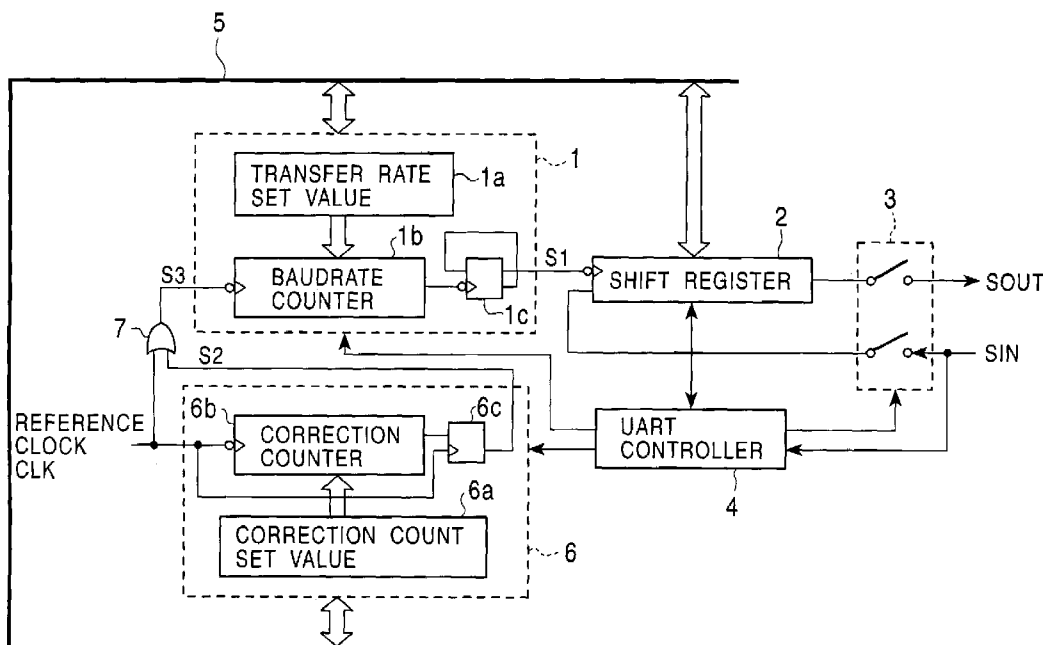 5
1
TRANSFER RATE
SET VALUE
1a
1b
BAUDRATE
COUNTER
1c
S1
S3
2
SHIFT REGISTER
3
SOUT
SIN
7
S2
REFERENCE
CLOCK
CLK
6b
CORRECTION
COUNTER
6c
UART
CONTROLLER
4
6a
CORRECTION COUNT
SET VALUE
6